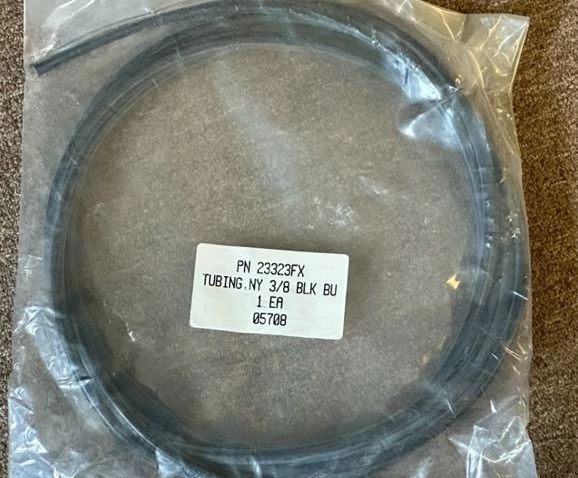 PN 23323FX
TUBING.NY 3/8 BLK BU
1 EA
05708